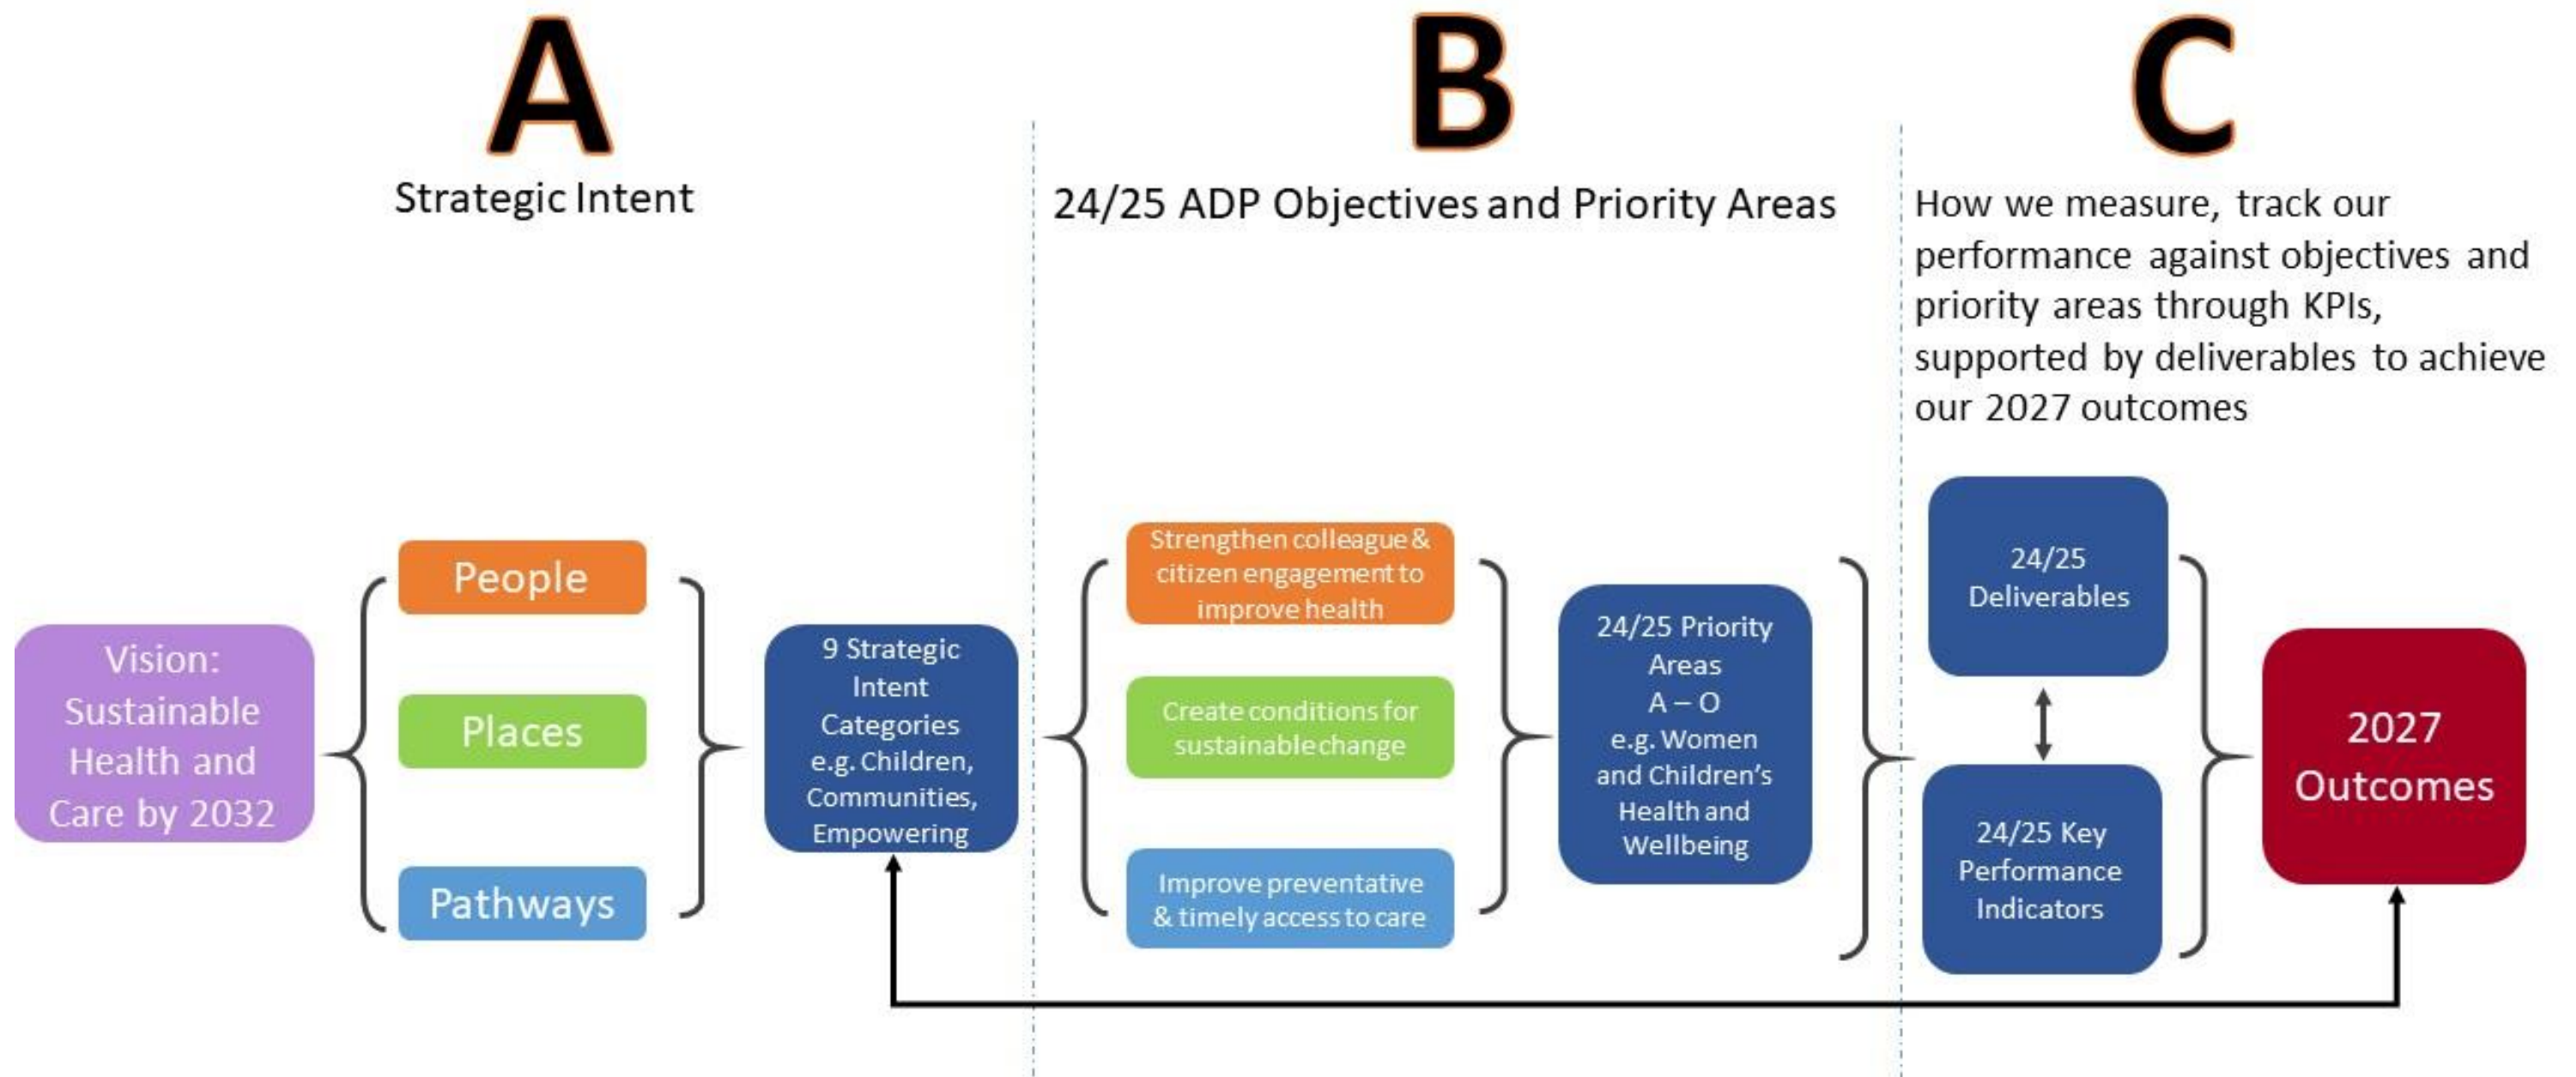 A
Strategic Intent
B
24/25 ADP Objectives and Priority Areas
C
How we measure, track our
performance against objectives and
priority areas through KPIs,
supported by deliverables to achieve
our 2027 outcomes
Vision:
Sustainable
Health and
Care by 2032
People
Places
Pathways
9 Strategic
Intent
Categories
e.g. Children,
Communities,
Empowering
Strengthen colleague &
citizen engagement to
improve health
Create conditions for
sustainable change
Improve preventative
& timely access to care
24/25 Priority
Areas
A – O
e.g. Women
and Children's
Health and
Wellbeing
24/25
Deliverables
24/25 Key
Performance
Indicators
2027
Outcomes